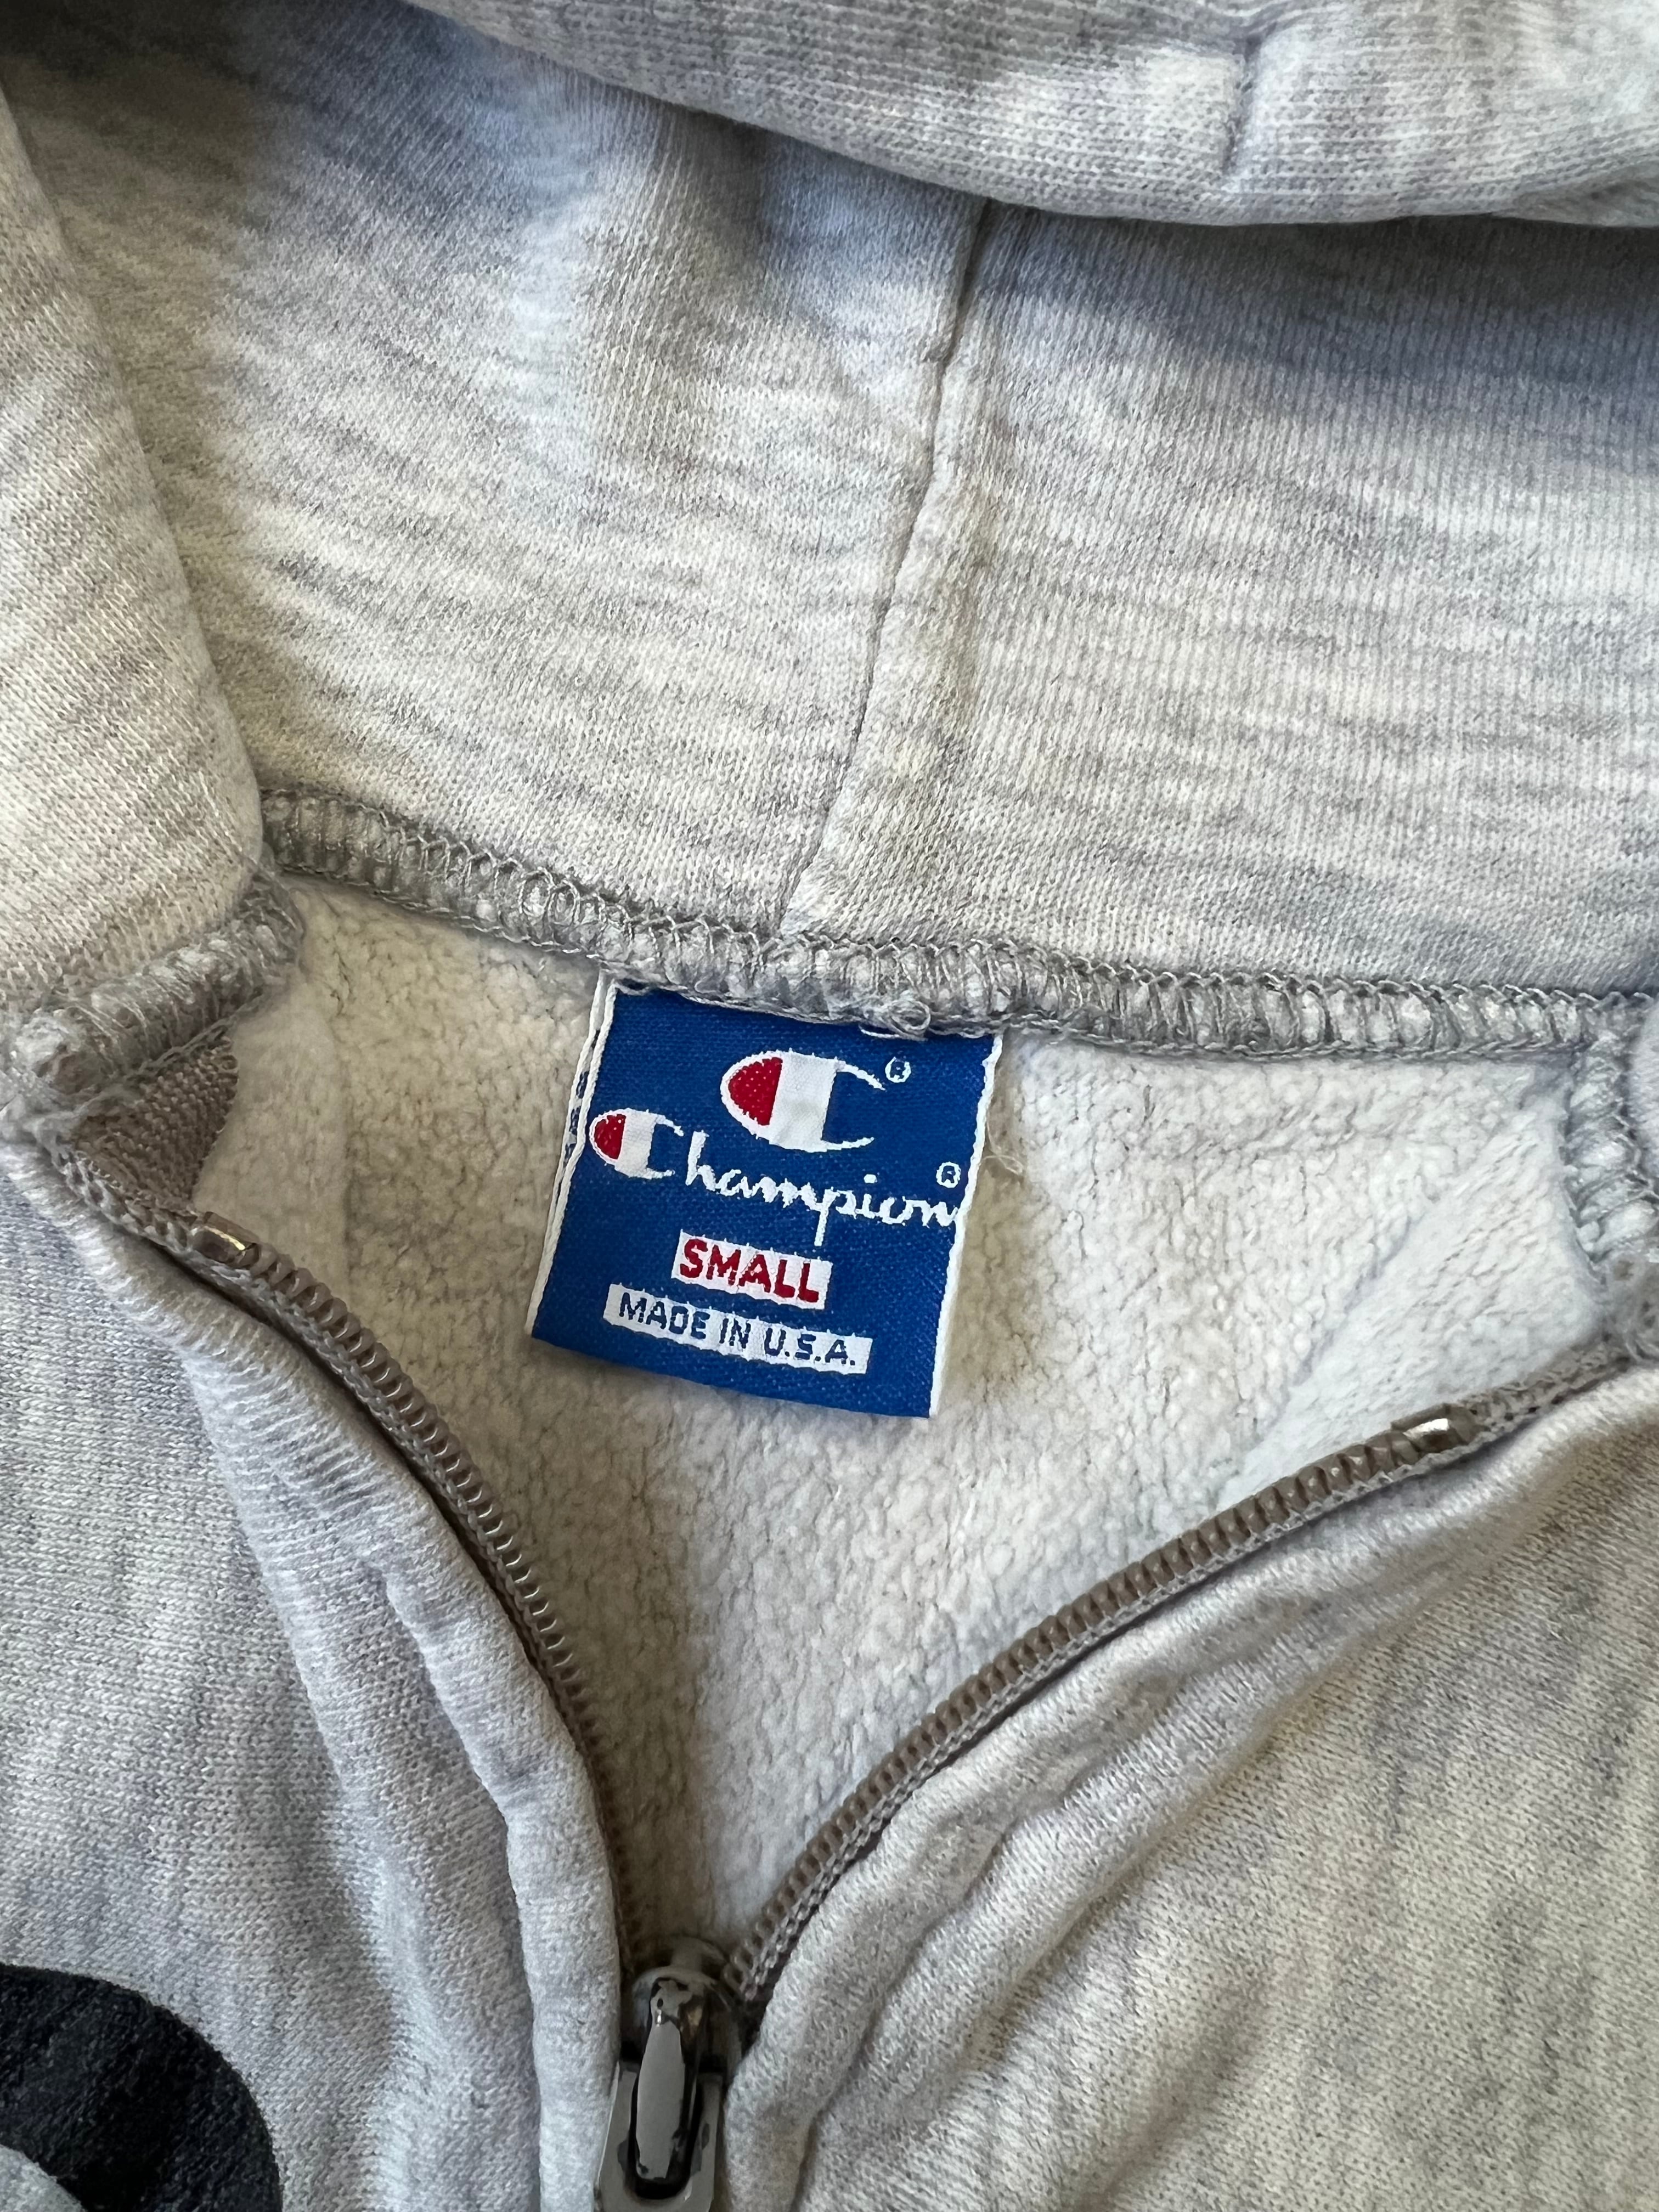 ®
Champion®
SMALL
MADE IN U.S.A.